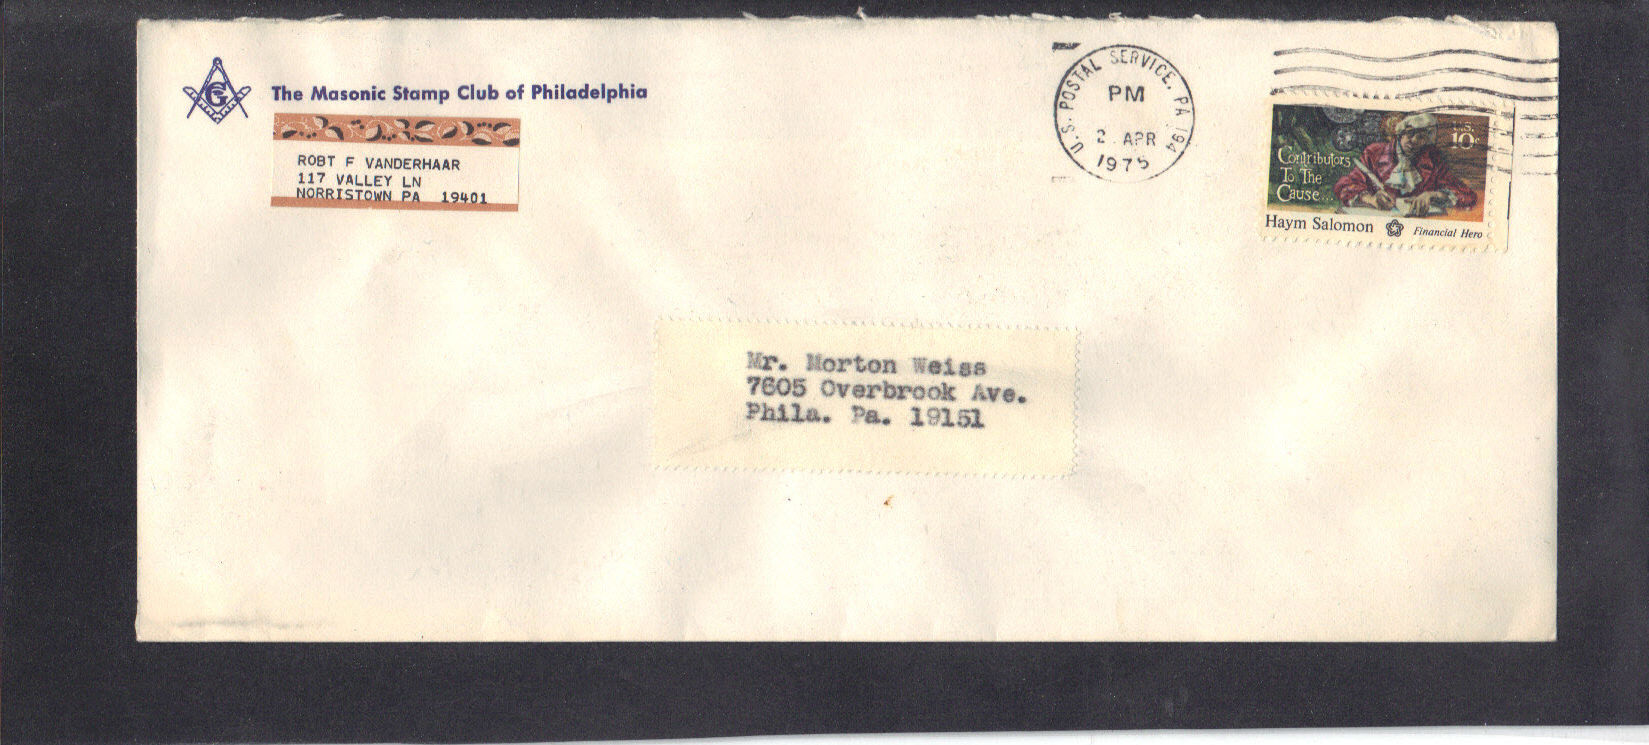 G
The Masonic Stamp Club of Philadelphia
ROBT F VANDERHAAR
117 VALLEY LN
NORRISTOWN PA 19401
U.S. POSTAL SERVICE, PA 194
PM
2 APR
1975
U.S.
10c
Contributors
To The
Cause...
Haym Salomon Financial Hero
Mr. Morton Weiss
7605 Overbrook Ave.
Phila. Pa. 19151